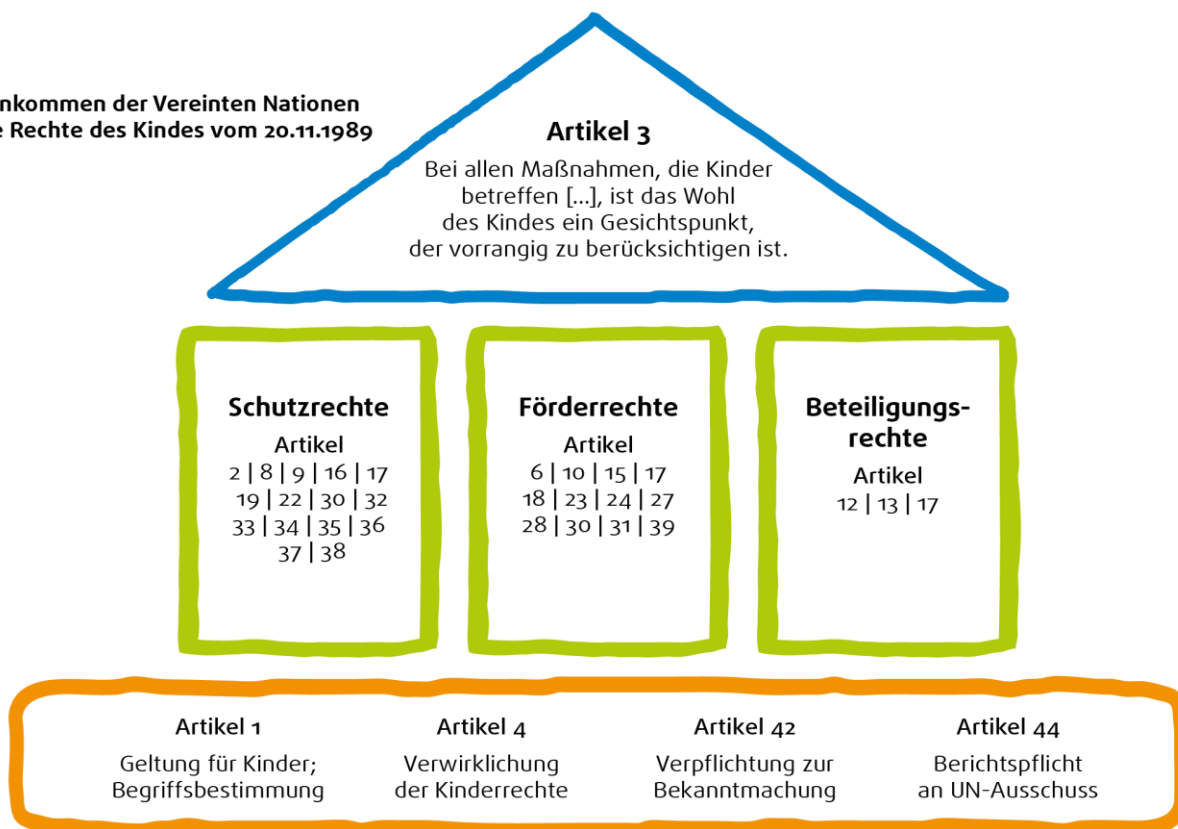 nkommen der Vereinten Nationen
e Rechte des Kindes vom 20.11.1989
Artikel 3
Bei allen Maßnahmen, die Kinder
betreffen [...], ist das Wohl
des Kindes ein Gesichtspunkt,
der vorrangig zu berücksichtigen ist.
Schutzrechte
Artikel
2 | 8 | 9 | 16 | 17
19 | 22 | 30 | 32
33 | 34 | 35 | 36
37 | 38
Förderrechte
Artikel
6 | 10 | 15 | 17
18 | 23 | 24 | 27
28 | 30 | 31 | 39
Beteiligungs-
rechte
Artikel
12 | 13 | 17
Artikel 1
Geltung für Kinder;
Begriffsbestimmung
Artikel 4
Verwirklichung
der Kinderrechte
Artikel 42
Verpflichtung zur
Bekanntmachung
Artikel 44
Berichtspflicht
an UN-Ausschuss